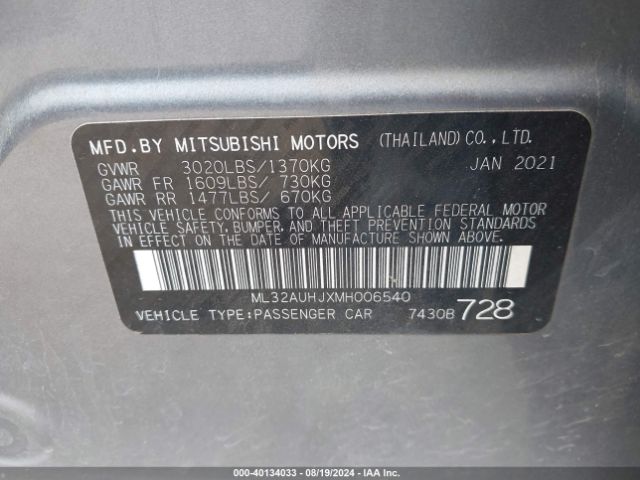 MFD.BY MITSUBISHI MOTORS (THAILAND)CO.,LTD.
GVWR 3020LBS/1370KG JAN 2021
GAWR FR 1609LBS/ 730KG
GAWR RR 1477LBS/ 670KG
THIS VEHICLE CONFORMS TO ALL APPLICABLE FEDERAL MOTOR
VEHICLE SAFETY, BUMPER, AND THEFT PREVENTION STANDARDS
IN EFFECT ON THE DATE OF MANUFACTURE SHOWN ABOVE.
ML32AUHJXMH006540
VEHICLE TYPE:PASSENGER CAR 7430B 728
000-40134033 - 08/19/2024 - IAAI.COM